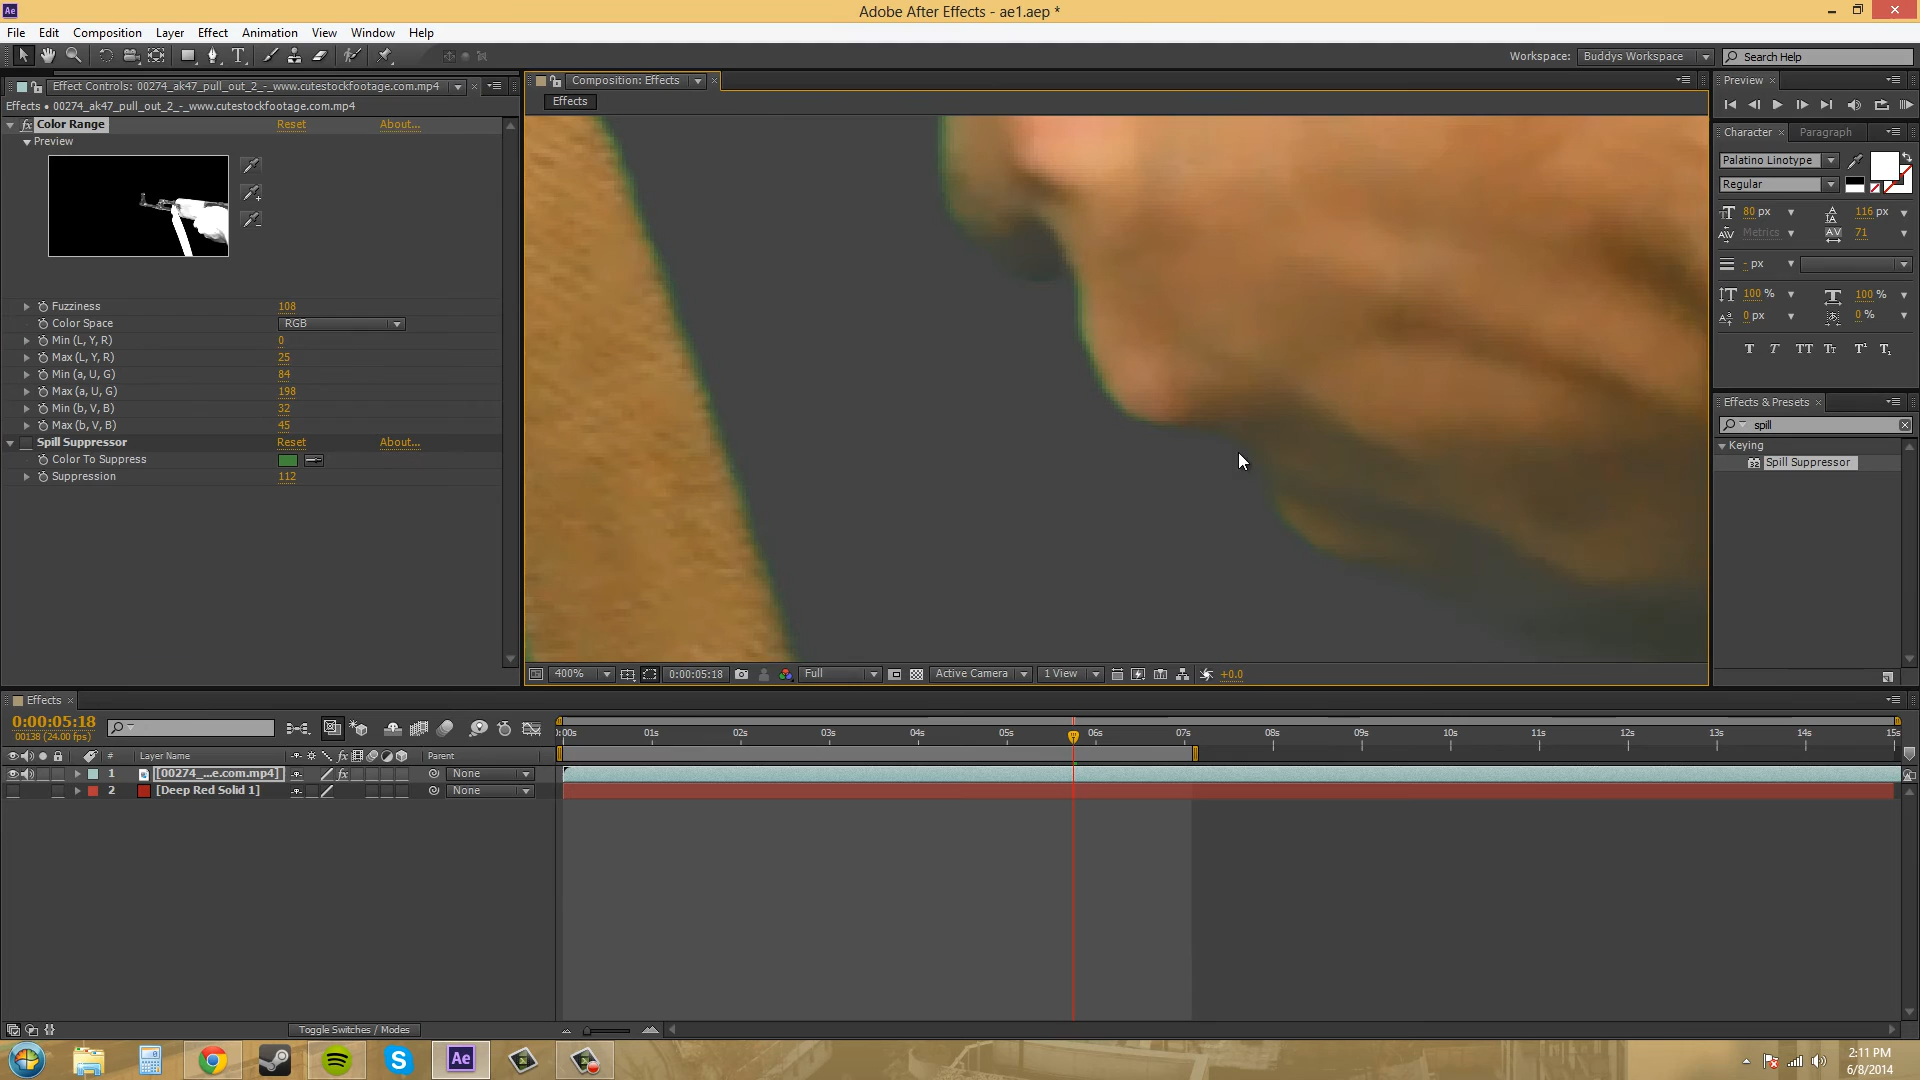 Ae
Adobe After Effects - ae1.aep *
File Edit Composition Layer Effect Animation View Window Help
Workspace: Buddys Workspace Search Help
Effect Controls: 00274_ak47_pull_out_2_-_www.cutestockfootage.com.mp4
Composition: Effects
Preview
Effects • 00274_ak47_pull_out_2_-_www.cutestockfootage.com.mp4
Effects
fx Color Range Reset About...
Preview
Character Paragraph
Palatino Linotype
Regular
80 px 116 px
Metrics 71
- px
100 % 100 %
0 px 0 %
Fuzziness 108
Color Space RGB
Min (L, Y, R) 0
Max (L, Y, R) 25
Min (a, U, G) 84
Max (a, U, G) 198
Min (b, V, B) 32
Max (b, V, B) 45
Spill Suppressor Reset About...
Color To Suppress
Suppression 112
Effects & Presets
spill
Keying
32 Spill Suppressor
400% 0:00:05:18 Full Active Camera 1 View +0.0
Effects
0:00:05:18
00138 (24.00 fps)
:00s 01s 02s 03s 04s 05s 06s 07s 08s 09s 10s 11s 12s 13s 14s 15s
# Layer Name fx Parent
1 [00274_...e.com.mp4] fx None
2 [Deep Red Solid 1] None
Toggle Switches / Modes
Ae
2:11 PM
6/8/2014